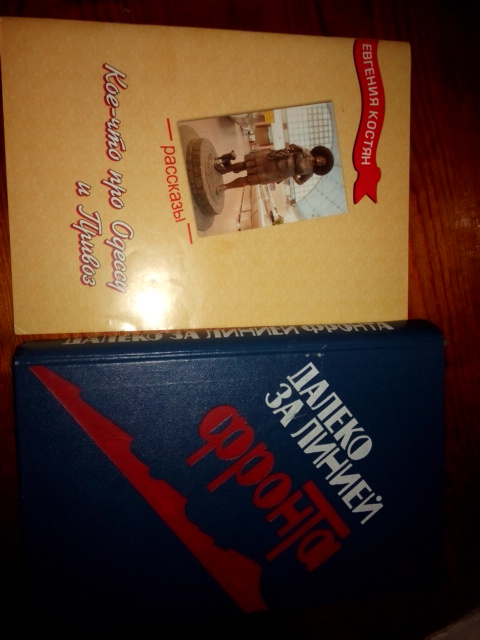 ЕВГЕНИЯ КОСТЯН
— рассказы —
Кое-что про Одессу
и Привоз
ДАЛЕКО ЗА ЛИНИЕЙ ФРОНТА
ДАЛЕКО
ЗА ЛИНИЕЙ
ФРОНТА